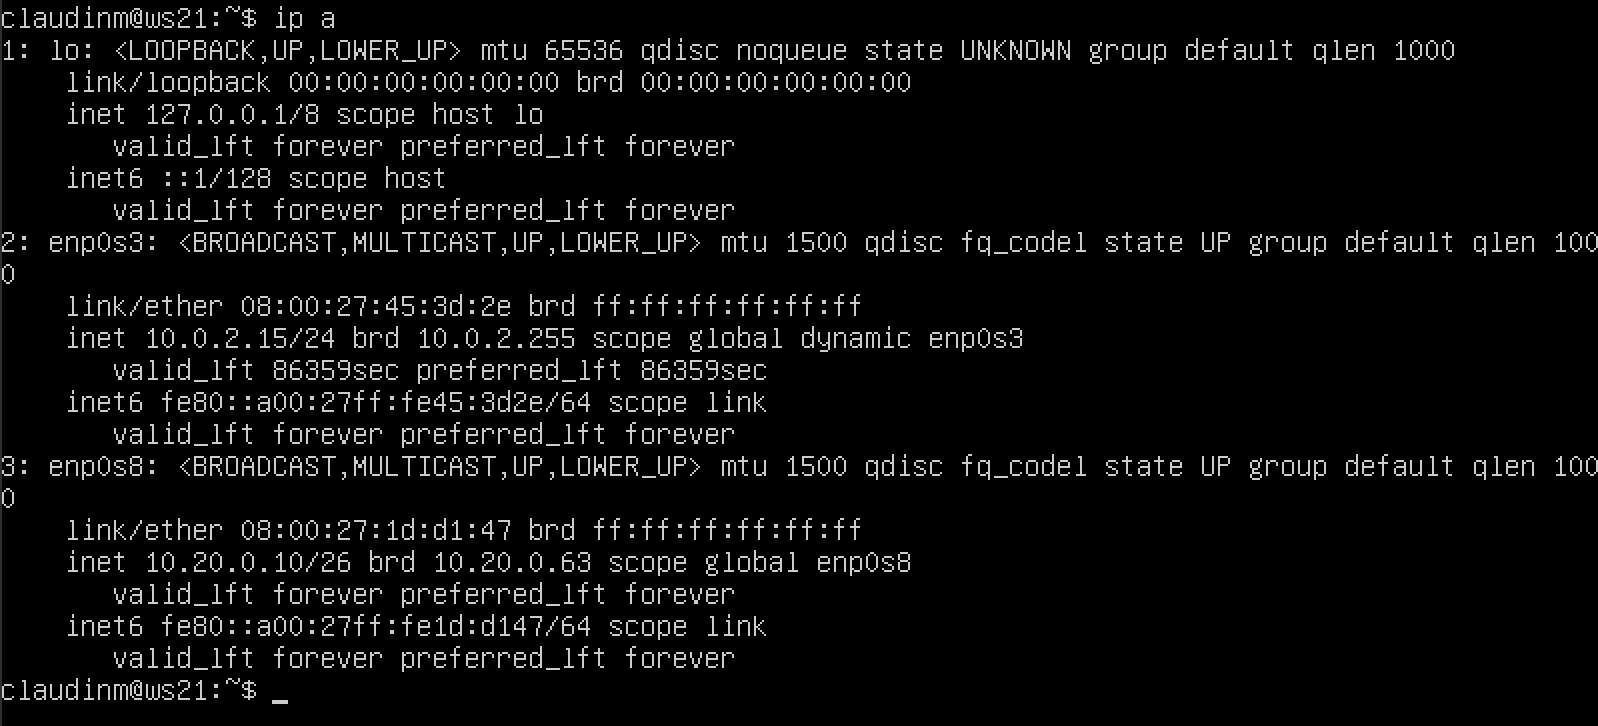 claudinm@ws21:~$ ip a
1: lo: <LOOPBACK,UP,LOWER_UP> mtu 65536 qdisc noqueue state UNKNOWN group default qlen 1000
    link/loopback 00:00:00:00:00:00 brd 00:00:00:00:00:00
    inet 127.0.0.1/8 scope host lo
       valid_lft forever preferred_lft forever
    inet6 ::1/128 scope host
       valid_lft forever preferred_lft forever
2: enp0s3: <BROADCAST,MULTICAST,UP,LOWER_UP> mtu 1500 qdisc fq_codel state UP group default qlen 100
0
    link/ether 08:00:27:45:3d:2e brd ff:ff:ff:ff:ff:ff
    inet 10.0.2.15/24 brd 10.0.2.255 scope global dynamic enp0s3
       valid_lft 86359sec preferred_lft 86359sec
    inet6 fe80::a00:27ff:fe45:3d2e/64 scope link
       valid_lft forever preferred_lft forever
3: enp0s8: <BROADCAST,MULTICAST,UP,LOWER_UP> mtu 1500 qdisc fq_codel state UP group default qlen 100
0
    link/ether 08:00:27:1d:d1:47 brd ff:ff:ff:ff:ff:ff
    inet 10.20.0.10/26 brd 10.20.0.63 scope global enp0s8
       valid_lft forever preferred_lft forever
    inet6 fe80::a00:27ff:fe1d:d147/64 scope link
       valid_lft forever preferred_lft forever
claudinm@ws21:~$ _